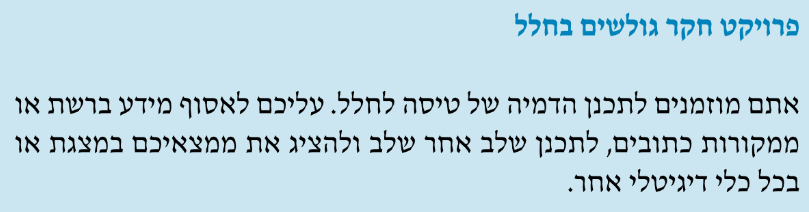 פרויקט חקר גולשים בחלל
אתם מוזמנים לתכנן הדמיה של טיסה לחלל. עליכם לאסוף מידע ברשת או
ממקורות כתובים, לתכנן שלב אחר שלב ולהציג את ממצאיכם במצגת או
בכל כלי דיגיטלי אחר.